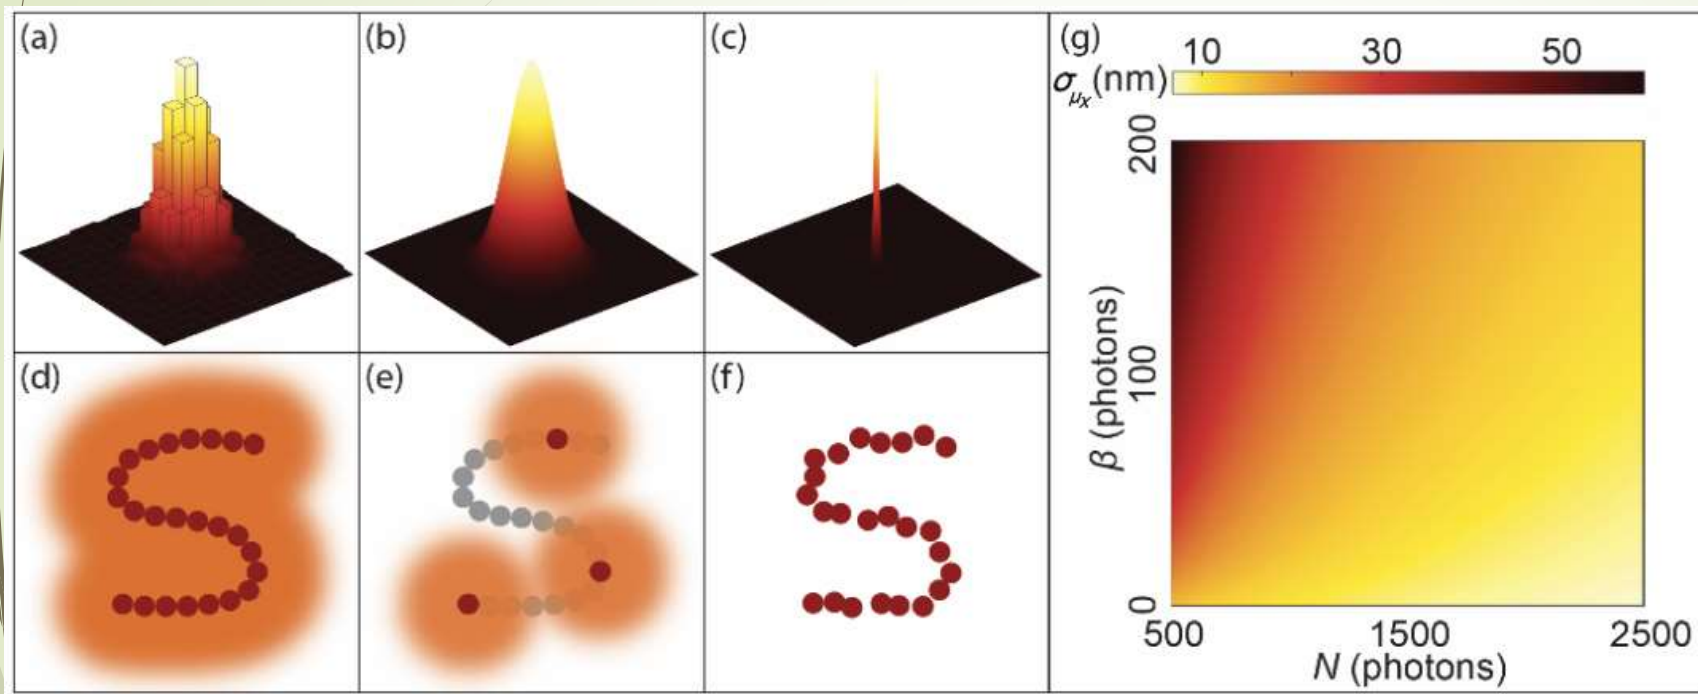 (a)
(b)
(c)
(g)
10 30 50
σμx(nm)
200
100
0
β (photons)
500 1500 2500
N (photons)
(d)
(e)
(f)